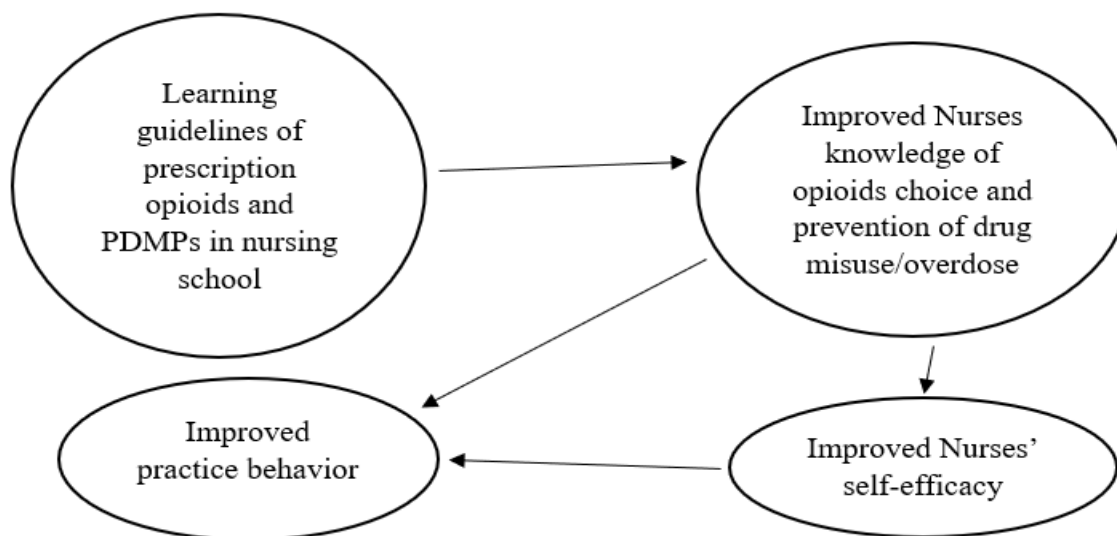 Learning
guidelines of
prescription
opioids and
PDMPs in nursing
school
Improved Nurses
knowledge of
opioids choice and
prevention of drug
misuse/overdose
Improved
practice behavior
Improved Nurses’
self-efficacy